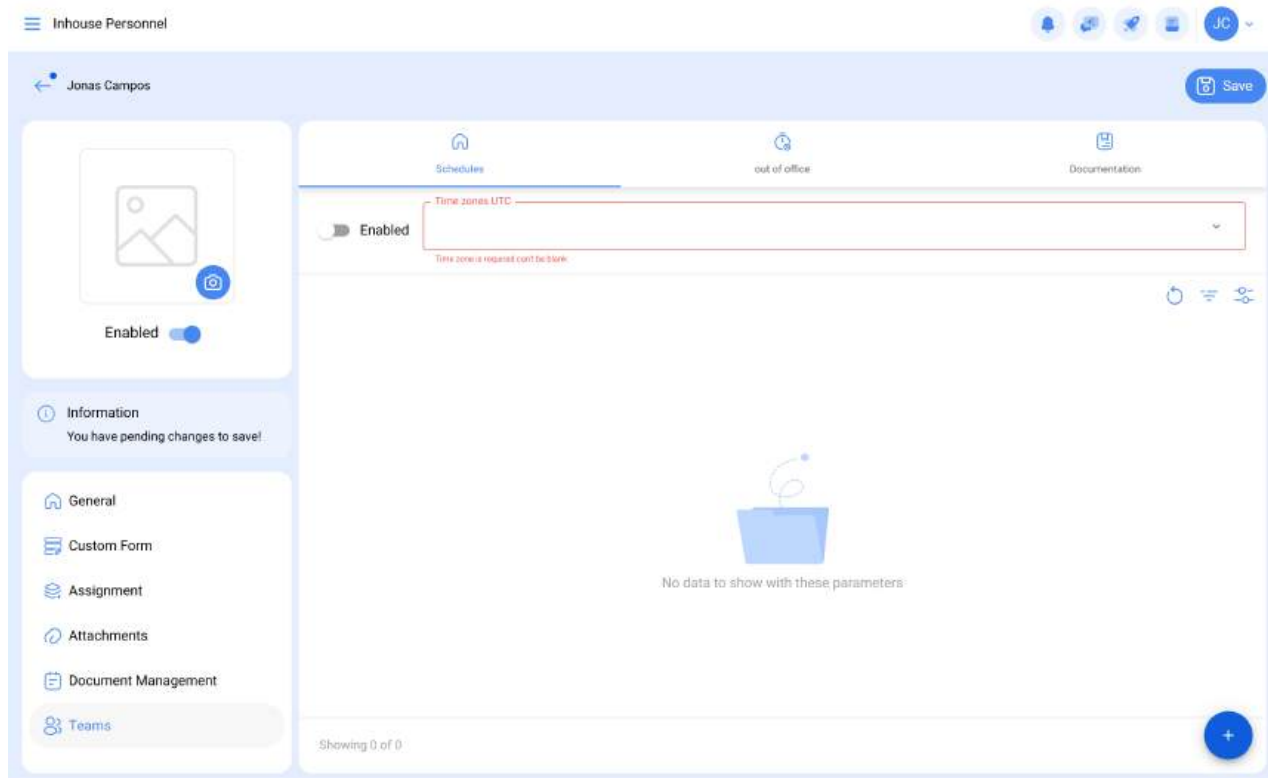 Inhouse Personnel
JC
Jonas Campos
Save
Schedules
out of office
Documentation
Time zones UTC
Enabled
Time zone is required cant be blank
Enabled
Information
You have pending changes to save!
General
Custom Form
Assignment
Attachments
Document Management
Teams
No data to show with these parameters
Showing 0 of 0